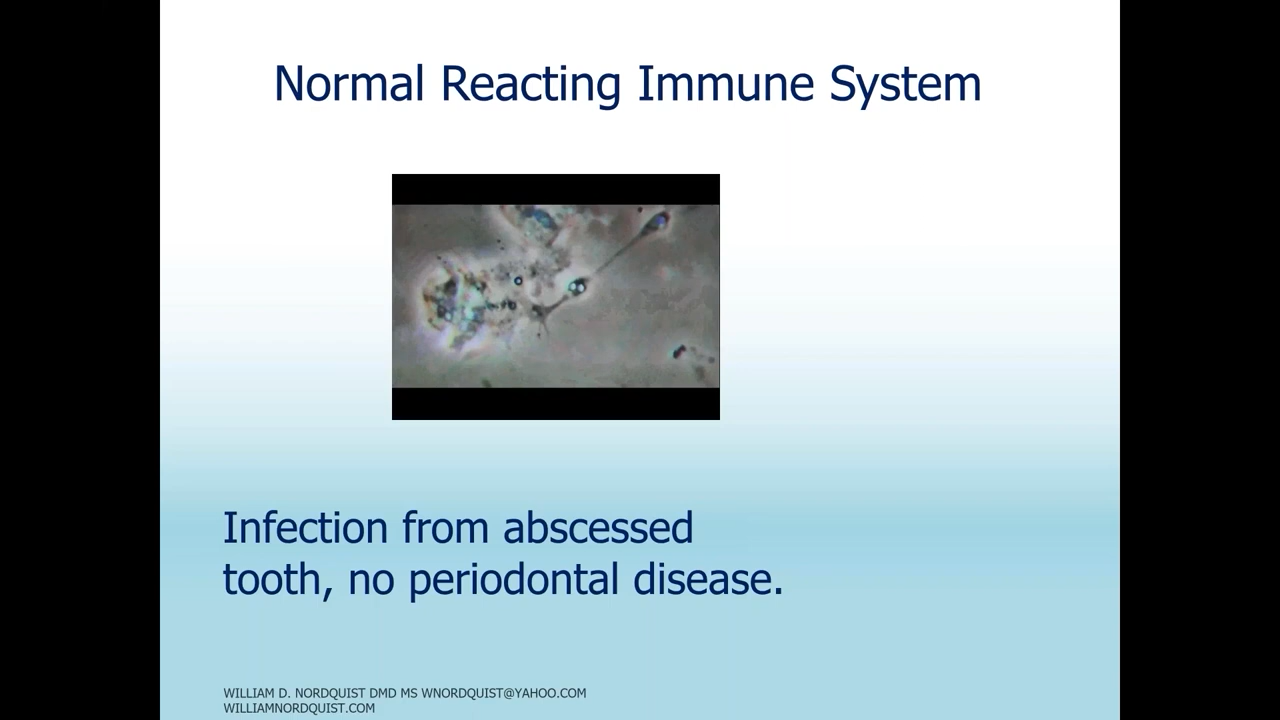 Normal Reacting Immune System
Infection from abscessed
tooth, no periodontal disease.
WILLIAM D. NORDQUIST DMD MS WNORDQUIST@YAHOO.COM
WILLIAMNORDQUIST.COM